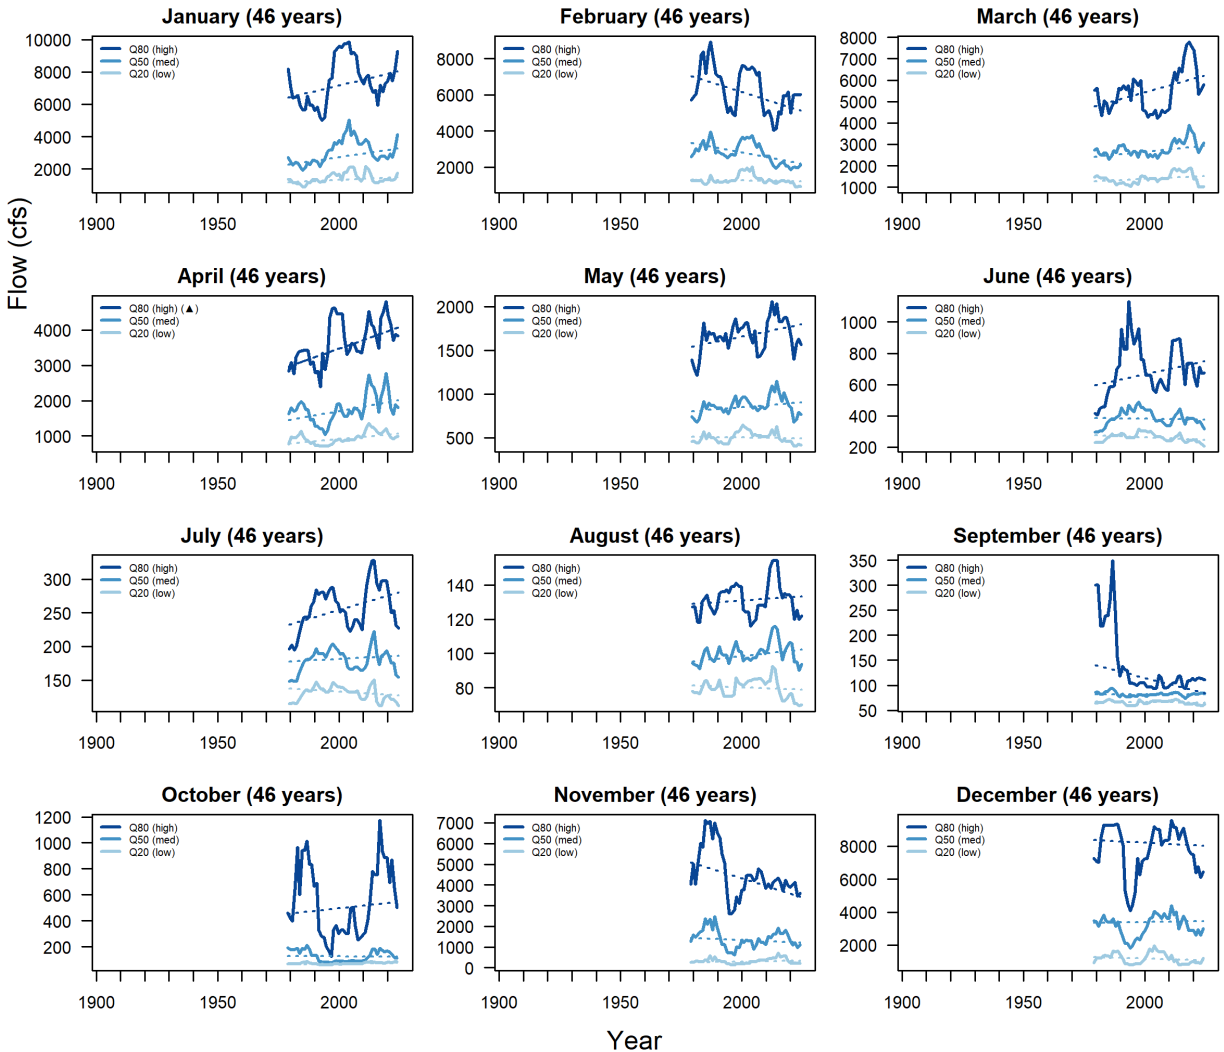 January (46 years)
10000
8000
6000
4000
2000
Q80 (high)
Q50 (med)
Q20 (low)
1900
1950
2000
February (46 years)
8000
6000
4000
2000
Q80 (high)
Q50 (med)
Q20 (low)
1900
1950
2000
March (46 years)
8000
7000
6000
5000
4000
3000
2000
1000
Q80 (high)
Q50 (med)
Q20 (low)
1900
1950
2000
Flow (cfs)
April (46 years)
4000
3000
2000
1000
Q80 (high) (▲)
Q50 (med)
Q20 (low)
1900
1950
2000
May (46 years)
2000
1500
1000
500
Q80 (high)
Q50 (med)
Q20 (low)
1900
1950
2000
June (46 years)
1000
800
600
400
200
Q80 (high)
Q50 (med)
Q20 (low)
1900
1950
2000
July (46 years)
300
250
200
150
Q80 (high)
Q50 (med)
Q20 (low)
1900
1950
2000
August (46 years)
140
120
100
80
Q80 (high)
Q50 (med)
Q20 (low)
1900
1950
2000
September (46 years)
350
300
250
200
150
100
50
Q80 (high)
Q50 (med)
Q20 (low)
1900
1950
2000
October (46 years)
1200
1000
800
600
400
200
Q80 (high)
Q50 (med)
Q20 (low)
1900
1950
2000
November (46 years)
7000
6000
5000
4000
3000
2000
1000
0
Q80 (high)
Q50 (med)
Q20 (low)
1900
1950
2000
December (46 years)
8000
6000
4000
2000
Q80 (high)
Q50 (med)
Q20 (low)
1900
1950
2000
Year